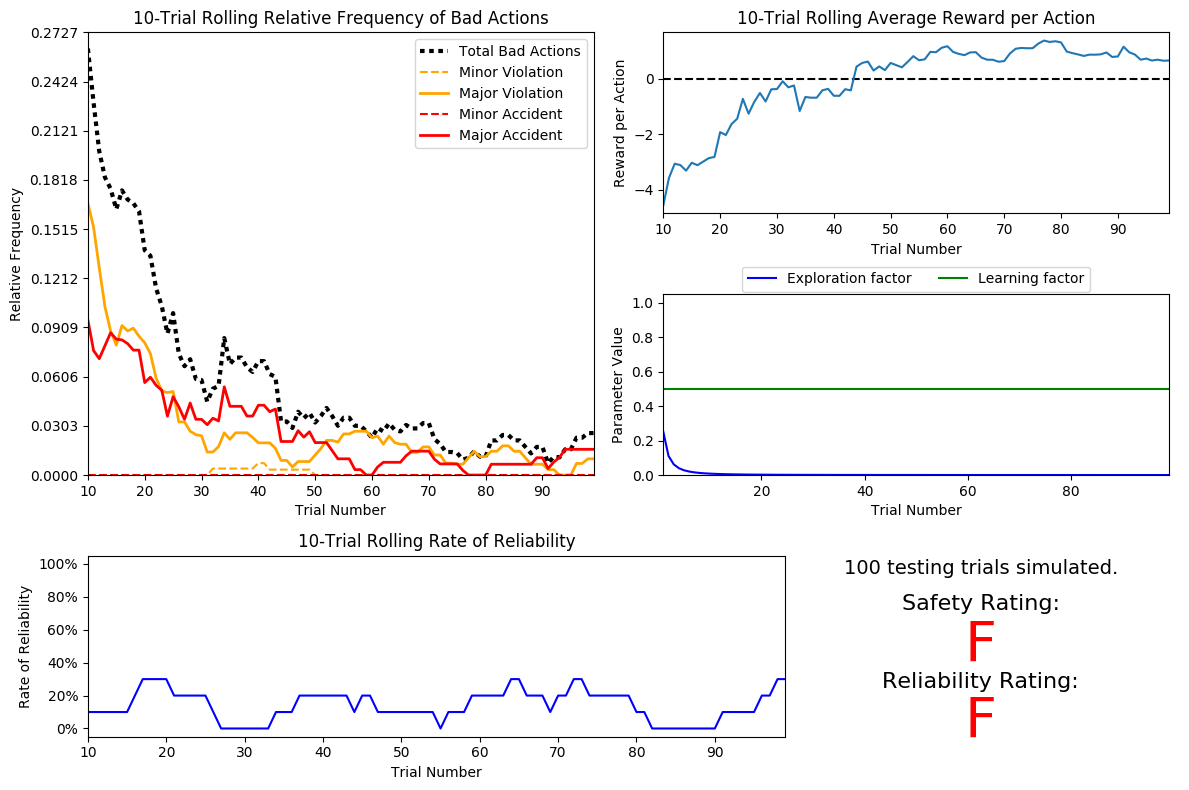 10-Trial Rolling Relative Frequency of Bad Actions
0.2727
0.2424
0.2121
0.1818
0.1515
0.1212
0.0909
0.0606
0.0303
0.0000
Relative Frequency
Total Bad Actions
Minor Violation
Major Violation
Minor Accident
Major Accident
10 20 30 40 50 60 70 80 90
Trial Number
10-Trial Rolling Average Reward per Action
0
−2
−4
Reward per Action
10 20 30 40 50 60 70 80 90
Trial Number
Exploration factor Learning factor
1.0
0.8
0.6
0.4
0.2
0.0
Parameter Value
20 40 60 80
Trial Number
10-Trial Rolling Rate of Reliability
100%
80%
60%
40%
20%
0%
Rate of Reliability
10 20 30 40 50 60 70 80 90
Trial Number
100 testing trials simulated.
Safety Rating:
F
Reliability Rating:
F